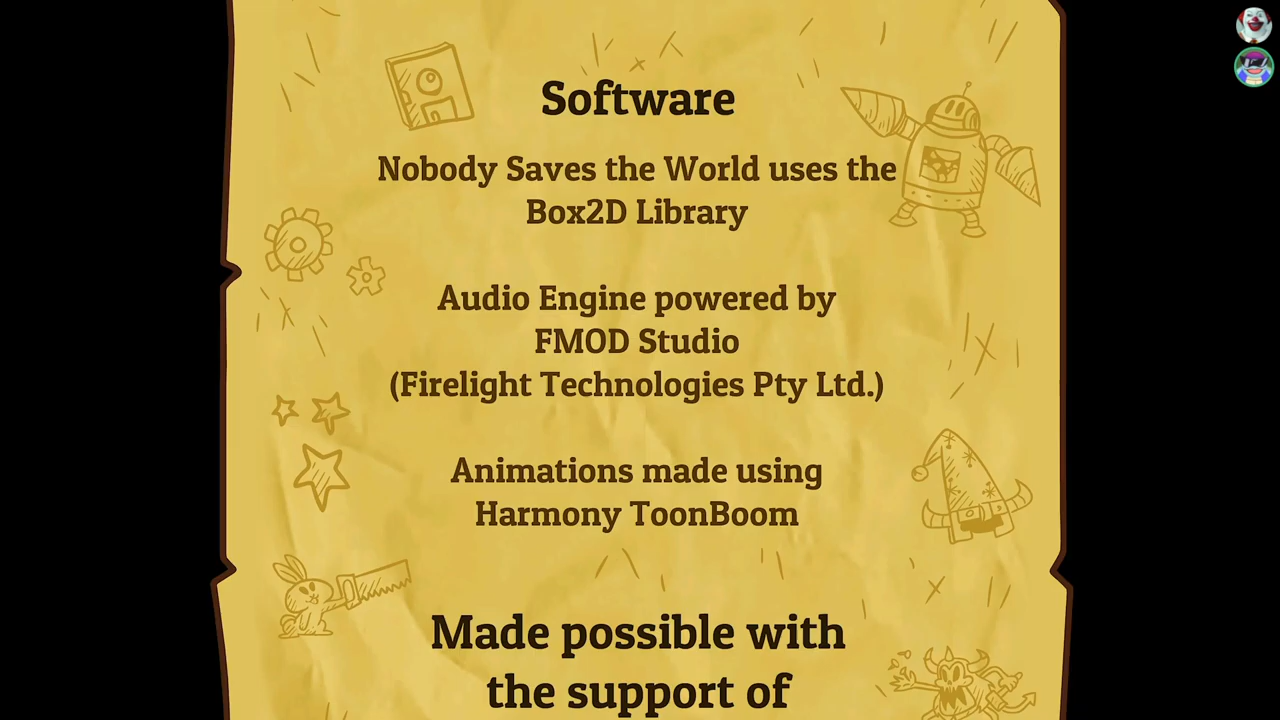 Software
Nobody Saves the World uses the
Box2D Library
Audio Engine powered by
FMOD Studio
(Firelight Technologies Pty Ltd.)
Animations made using
Harmony ToonBoom
Made possible with
the support of